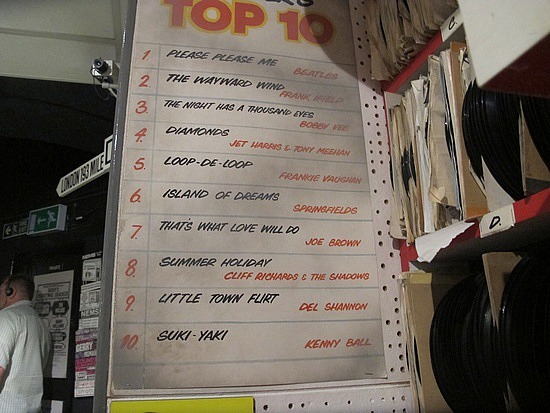 TOP 10
1. PLEASE PLEASE ME
BEATLES
2 THE WAYWARD WIND
FRANK IFIELD
3 THE NIGHT HAS A THOUSAND EYES
BOBBY VEE
4. DIAMONDS
JET HARRIS & TONY MEEHAN
5. LOOP-DE-LOOP
FRANKIE VAUGHAN
6. ISLAND OF DREAMS
SPRINGFIELDS
7 THAT'S WHAT LOVE WILL DO
JOE BROWN
8. SUMMER HOLIDAY
CLIFF RICHARDS & THE SHADOWS
9. LITTLE TOWN FLIRT
DEL SHANNON
10. SUKI-YAKI
KENNY BALL
LONDON 193 MILE
C.
D.
NEMS